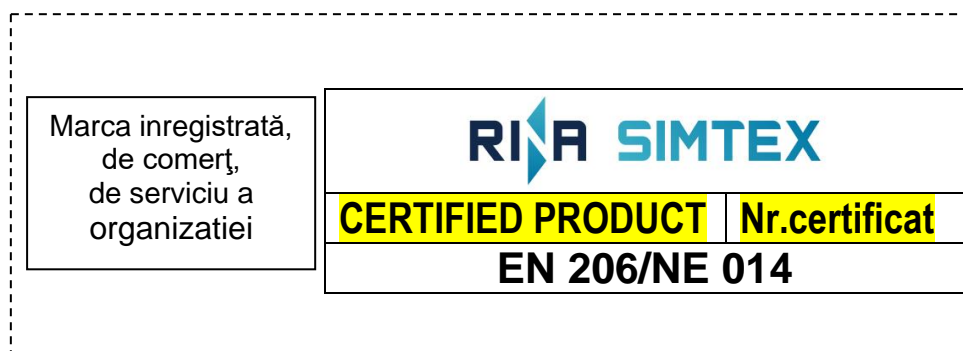 Marca inregistrată,
de comerţ,
de serviciu a
organizatiei
RINA SIMTEX
CERTIFIED PRODUCT Nr.certificat
EN 206/NE 014